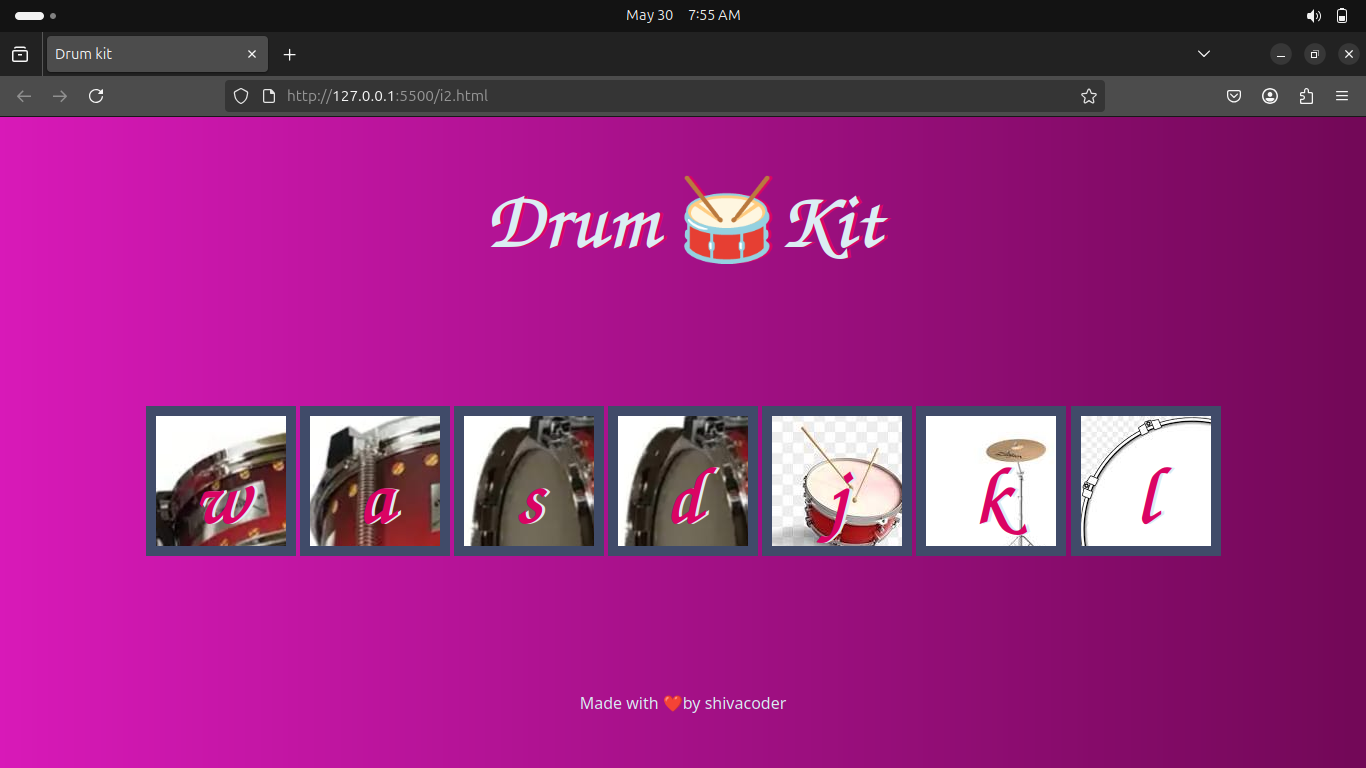 May 30 7:55 AM
Drum kit
http://127.0.0.1:5500/i2.html
Drum 🥁 Kit
w a s d j k l
Made with ❤️by shivacoder